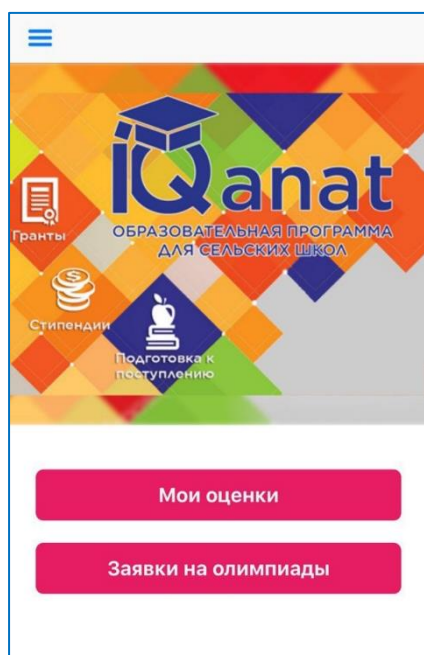 iQanat
ОБРАЗОВАТЕЛЬНАЯ ПРОГРАММА
ДЛЯ СЕЛЬСКИХ ШКОЛ
Гранты
Стипендии
Подготовка к
поступлению
Мои оценки
Заявки на олимпиады